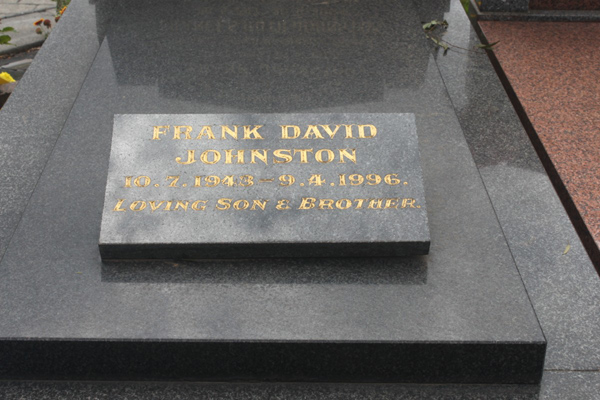 FRANK DAVID
JOHNSTON
10.7.1943-9.4.1996.
LOVING SON & BROTHER